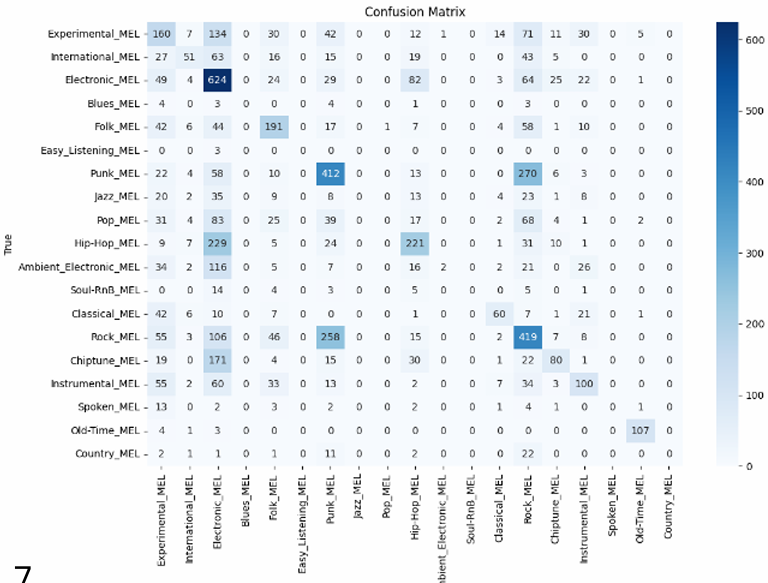 Confusion Matrix
Experimental_MEL 160 7 134 0 30 0 42 0 0 12 1 0 14 71 11 30 0 5 0
International_MEL 27 51 63 0 16 0 15 0 0 19 0 0 0 43 5 0 0 0 0
Electronic_MEL 49 4 624 0 24 0 29 0 0 82 0 0 3 64 25 22 0 1 0
Blues_MEL 4 0 3 0 0 0 4 0 0 1 0 0 0 3 0 0 0 0 0
Folk_MEL 42 6 44 0 191 0 17 0 1 7 0 0 4 58 1 10 0 0 0
Easy_Listening_MEL 0 0 3 0 0 0 0 0 0 0 0 0 0 0 0 0 0 0 0
Punk_MEL 22 4 58 0 10 0 412 0 0 13 0 0 0 270 6 3 0 0 0
Jazz_MEL 20 2 35 0 9 0 8 0 0 13 0 0 4 23 1 8 0 0 0
Pop_MEL 31 4 83 0 25 0 39 0 0 17 0 0 2 68 4 1 0 2 0
Hip-Hop_MEL 9 7 229 0 5 0 24 0 0 221 0 0 1 31 10 1 0 0 0
Ambient_Electronic_MEL 34 2 116 0 5 0 7 0 0 16 2 0 2 21 0 26 0 0 0
Soul-RnB_MEL 0 0 14 0 4 0 3 0 0 5 0 0 0 5 0 1 0 0 0
Classical_MEL 42 6 10 0 7 0 0 0 0 1 0 0 60 7 1 21 0 1 0
Rock_MEL 55 3 106 0 46 0 258 0 0 15 0 0 2 419 7 8 0 0 0
Chiptune_MEL 19 0 171 0 4 0 15 0 0 30 0 0 1 22 80 1 0 0 0
Instrumental_MEL 55 2 60 0 33 0 13 0 0 2 0 0 7 34 3 100 0 0 0
Spoken_MEL 13 0 2 0 3 0 2 0 0 2 0 0 1 4 1 0 0 1 0
Old-Time_MEL 4 1 3 0 0 0 0 0 0 0 0 0 0 0 0 0 0 107 0
Country_MEL 2 1 1 0 1 0 11 0 0 2 0 0 0 22 0 0 0 0 0
True
Experimental_MEL
International_MEL
Electronic_MEL
Blues_MEL
Folk_MEL
Easy_Listening_MEL
Punk_MEL
Jazz_MEL
Pop_MEL
Hip-Hop_MEL
mbient_Electronic_MEL
Soul-RnB_MEL
Classical_MEL
Rock_MEL
Chiptune_MEL
Instrumental_MEL
Spoken_MEL
Old-Time_MEL
Country_MEL
600
500
400
300
200
100
0
7